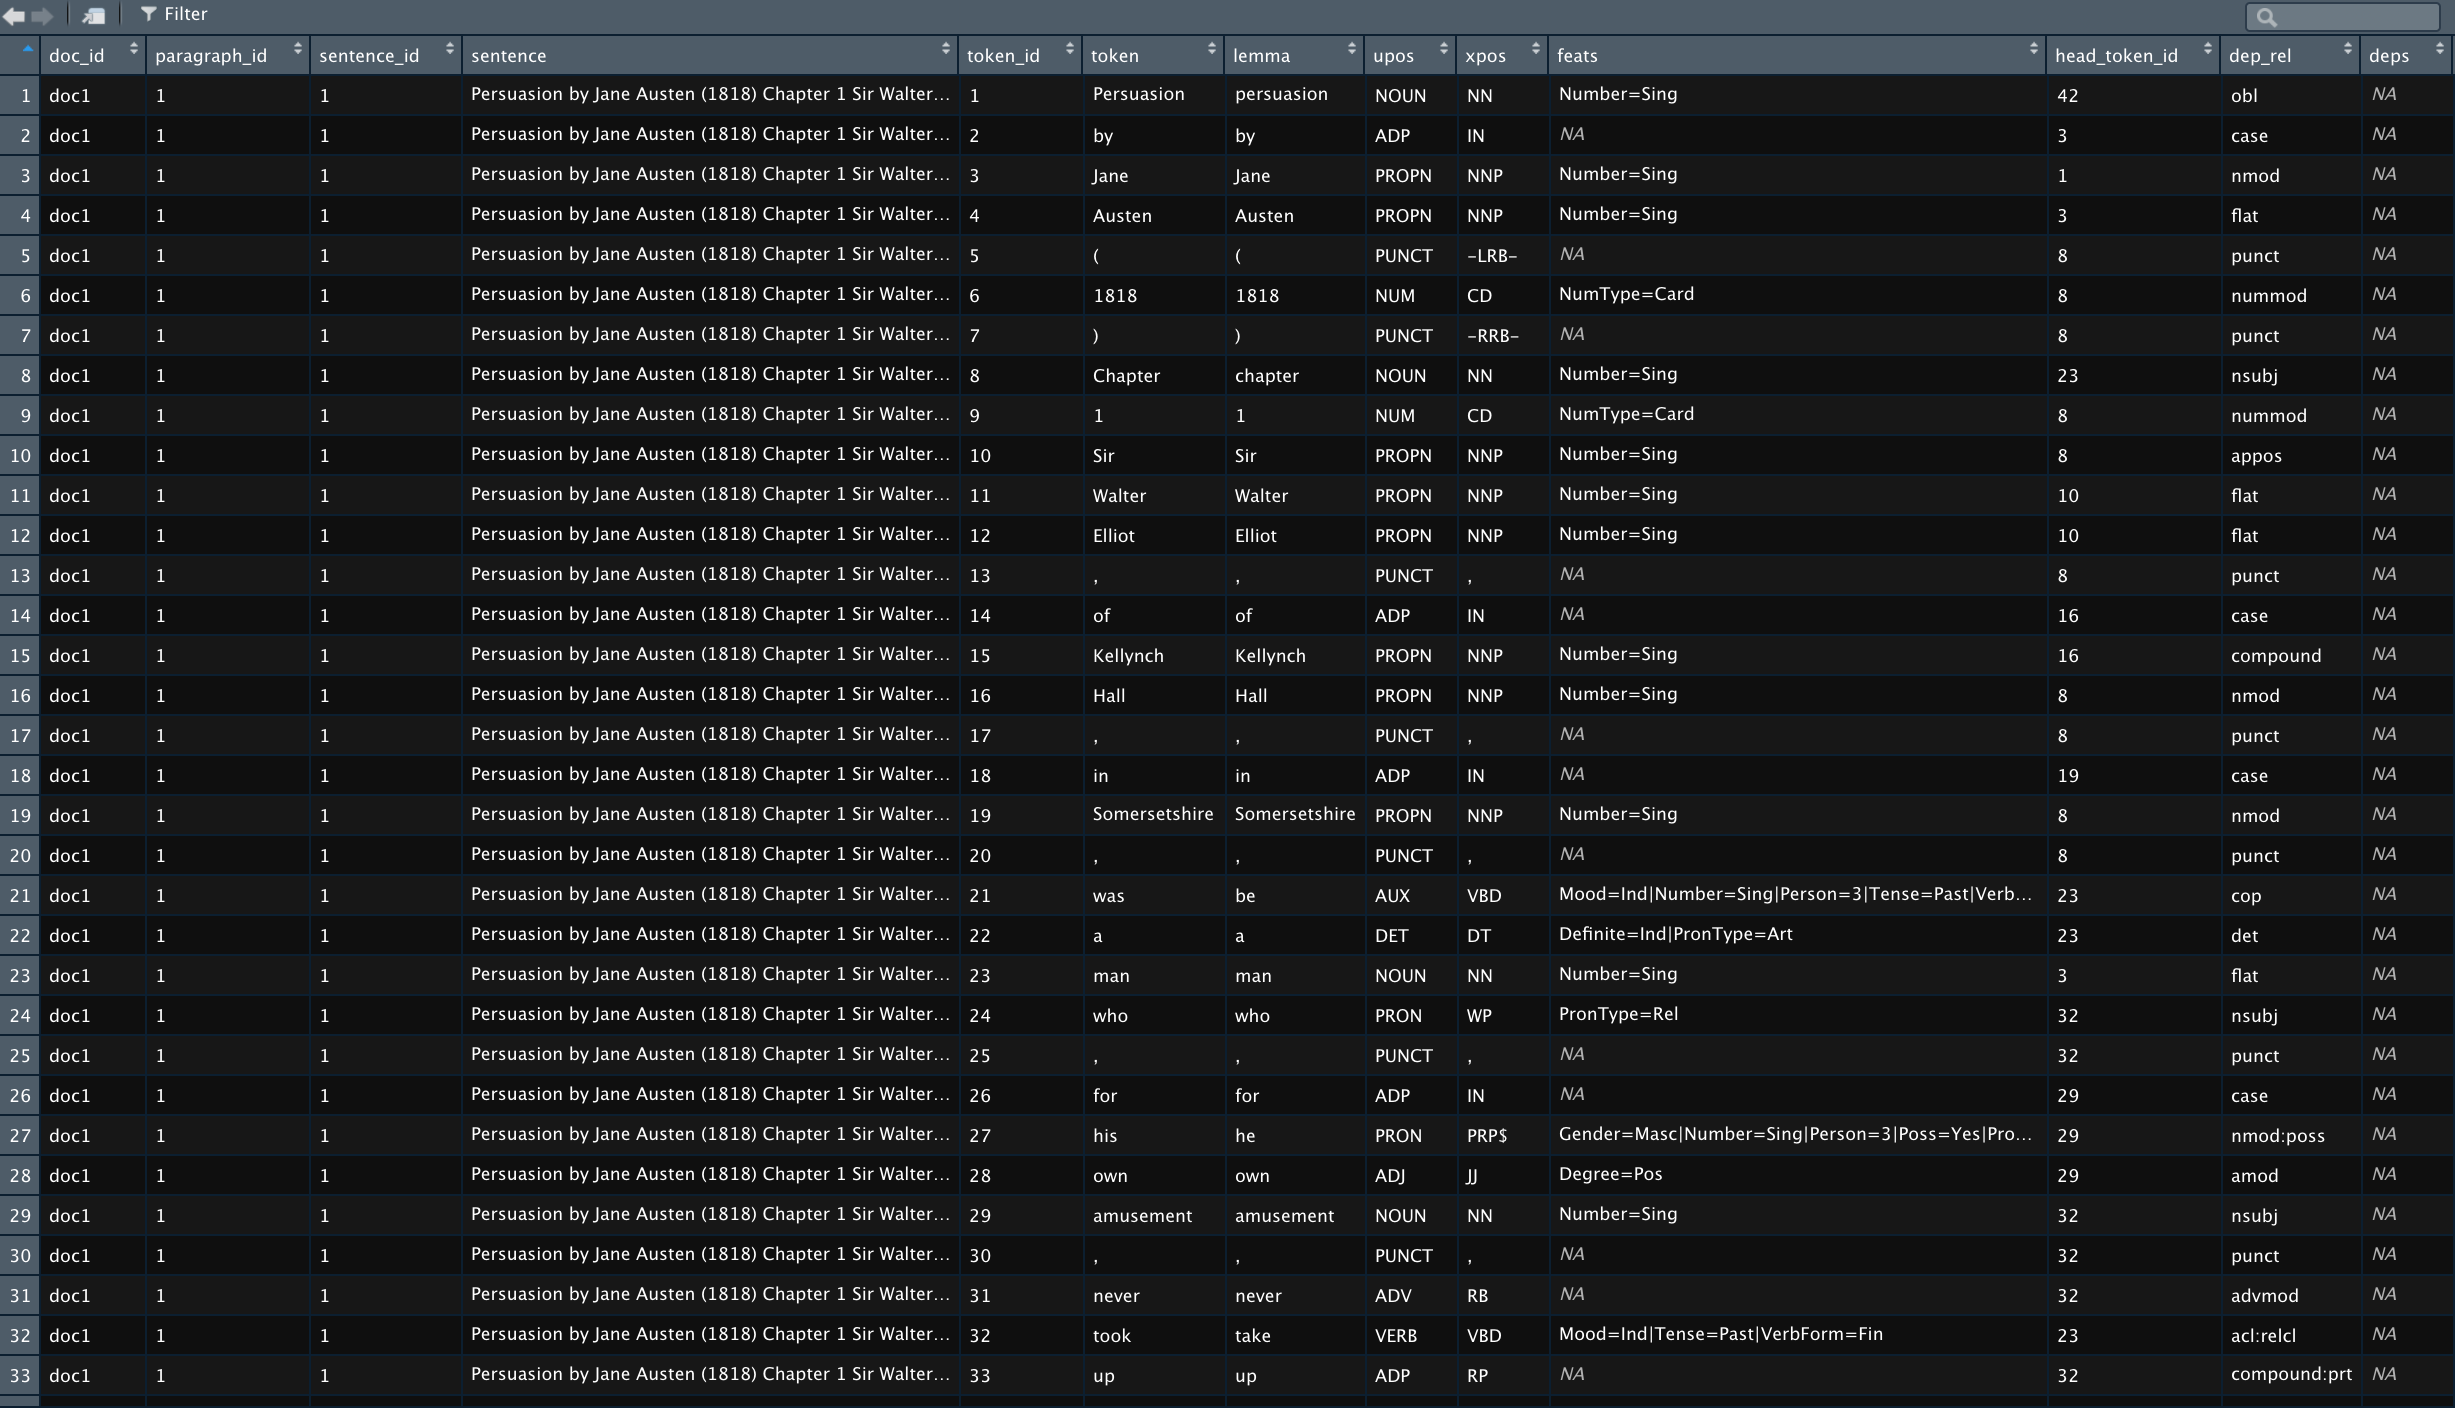 Filter
doc_id paragraph_id sentence_id sentence token_id token lemma upos xpos feats head_token_id dep_rel deps
1 doc1 1 1 Persuasion by Jane Austen (1818) Chapter 1 Sir Walter... 1 Persuasion persuasion NOUN NN Number=Sing 42 obl NA
2 doc1 1 1 Persuasion by Jane Austen (1818) Chapter 1 Sir Walter... 2 by by ADP IN NA 3 case NA
3 doc1 1 1 Persuasion by Jane Austen (1818) Chapter 1 Sir Walter... 3 Jane Jane PROPN NNP Number=Sing 1 nmod NA
4 doc1 1 1 Persuasion by Jane Austen (1818) Chapter 1 Sir Walter... 4 Austen Austen PROPN NNP Number=Sing 3 flat NA
5 doc1 1 1 Persuasion by Jane Austen (1818) Chapter 1 Sir Walter... 5 ( ( PUNCT -LRB- NA 8 punct NA
6 doc1 1 1 Persuasion by Jane Austen (1818) Chapter 1 Sir Walter... 6 1818 1818 NUM CD NumType=Card 8 nummod NA
7 doc1 1 1 Persuasion by Jane Austen (1818) Chapter 1 Sir Walter... 7 ) ) PUNCT -RRB- NA 8 punct NA
8 doc1 1 1 Persuasion by Jane Austen (1818) Chapter 1 Sir Walter... 8 Chapter chapter NOUN NN Number=Sing 23 nsubj NA
9 doc1 1 1 Persuasion by Jane Austen (1818) Chapter 1 Sir Walter... 9 1 1 NUM CD NumType=Card 8 nummod NA
10 doc1 1 1 Persuasion by Jane Austen (1818) Chapter 1 Sir Walter... 10 Sir Sir PROPN NNP Number=Sing 8 appos NA
11 doc1 1 1 Persuasion by Jane Austen (1818) Chapter 1 Sir Walter... 11 Walter Walter PROPN NNP Number=Sing 10 flat NA
12 doc1 1 1 Persuasion by Jane Austen (1818) Chapter 1 Sir Walter... 12 Elliot Elliot PROPN NNP Number=Sing 10 flat NA
13 doc1 1 1 Persuasion by Jane Austen (1818) Chapter 1 Sir Walter... 13 , , PUNCT , NA 8 punct NA
14 doc1 1 1 Persuasion by Jane Austen (1818) Chapter 1 Sir Walter... 14 of of ADP IN NA 16 case NA
15 doc1 1 1 Persuasion by Jane Austen (1818) Chapter 1 Sir Walter... 15 Kellynch Kellynch PROPN NNP Number=Sing 16 compound NA
16 doc1 1 1 Persuasion by Jane Austen (1818) Chapter 1 Sir Walter... 16 Hall Hall PROPN NNP Number=Sing 8 nmod NA
17 doc1 1 1 Persuasion by Jane Austen (1818) Chapter 1 Sir Walter... 17 , , PUNCT , NA 8 punct NA
18 doc1 1 1 Persuasion by Jane Austen (1818) Chapter 1 Sir Walter... 18 in in ADP IN NA 19 case NA
19 doc1 1 1 Persuasion by Jane Austen (1818) Chapter 1 Sir Walter... 19 Somersetshire Somersetshire PROPN NNP Number=Sing 8 nmod NA
20 doc1 1 1 Persuasion by Jane Austen (1818) Chapter 1 Sir Walter... 20 , , PUNCT , NA 8 punct NA
21 doc1 1 1 Persuasion by Jane Austen (1818) Chapter 1 Sir Walter... 21 was be AUX VBD Mood=Ind|Number=Sing|Person=3|Tense=Past|Verb... 23 cop NA
22 doc1 1 1 Persuasion by Jane Austen (1818) Chapter 1 Sir Walter... 22 a a DET DT Definite=Ind|PronType=Art 23 det NA
23 doc1 1 1 Persuasion by Jane Austen (1818) Chapter 1 Sir Walter... 23 man man NOUN NN Number=Sing 3 flat NA
24 doc1 1 1 Persuasion by Jane Austen (1818) Chapter 1 Sir Walter... 24 who who PRON WP PronType=Rel 32 nsubj NA
25 doc1 1 1 Persuasion by Jane Austen (1818) Chapter 1 Sir Walter... 25 , , PUNCT , NA 32 punct NA
26 doc1 1 1 Persuasion by Jane Austen (1818) Chapter 1 Sir Walter... 26 for for ADP IN NA 29 case NA
27 doc1 1 1 Persuasion by Jane Austen (1818) Chapter 1 Sir Walter... 27 his he PRON PRP$ Gender=Masc|Number=Sing|Person=3|Poss=Yes|Pro... 29 nmod:poss NA
28 doc1 1 1 Persuasion by Jane Austen (1818) Chapter 1 Sir Walter... 28 own own ADJ JJ Degree=Pos 29 amod NA
29 doc1 1 1 Persuasion by Jane Austen (1818) Chapter 1 Sir Walter... 29 amusement amusement NOUN NN Number=Sing 32 nsubj NA
30 doc1 1 1 Persuasion by Jane Austen (1818) Chapter 1 Sir Walter... 30 , , PUNCT , NA 32 punct NA
31 doc1 1 1 Persuasion by Jane Austen (1818) Chapter 1 Sir Walter... 31 never never ADV RB NA 32 advmod NA
32 doc1 1 1 Persuasion by Jane Austen (1818) Chapter 1 Sir Walter... 32 took take VERB VBD Mood=Ind|Tense=Past|VerbForm=Fin 23 acl:relcl NA
33 doc1 1 1 Persuasion by Jane Austen (1818) Chapter 1 Sir Walter... 33 up up ADP RP NA 32 compound:prt NA